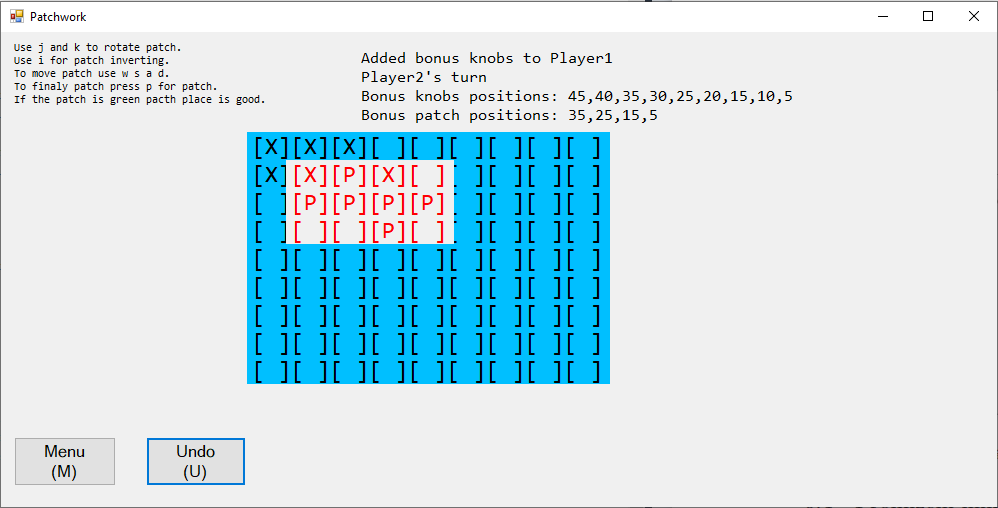 Patchwork
Use j and k to rotate patch.
Use i for patch inverting.
To move patch use w s a d.
To finaly patch press p for patch.
If the patch is green pacth place is good.
Added bonus knobs to Player1
Player2's turn
Bonus knobs positions: 45,40,35,30,25,20,15,10,5
Bonus patch positions: 35,25,15,5
[X][X][X][ ][ ][ ][ ][ ][ ]
[X][X][P][X][ ][ ][ ][ ][ ]
[ ][P][P][P][P][ ][ ][ ][ ]
[ ][ ][ ][P][ ][ ][ ][ ][ ]
[ ][ ][ ][ ][ ][ ][ ][ ][ ]
[ ][ ][ ][ ][ ][ ][ ][ ][ ]
[ ][ ][ ][ ][ ][ ][ ][ ][ ]
[ ][ ][ ][ ][ ][ ][ ][ ][ ]
[ ][ ][ ][ ][ ][ ][ ][ ][ ]
Menu
(M)
Undo
(U)